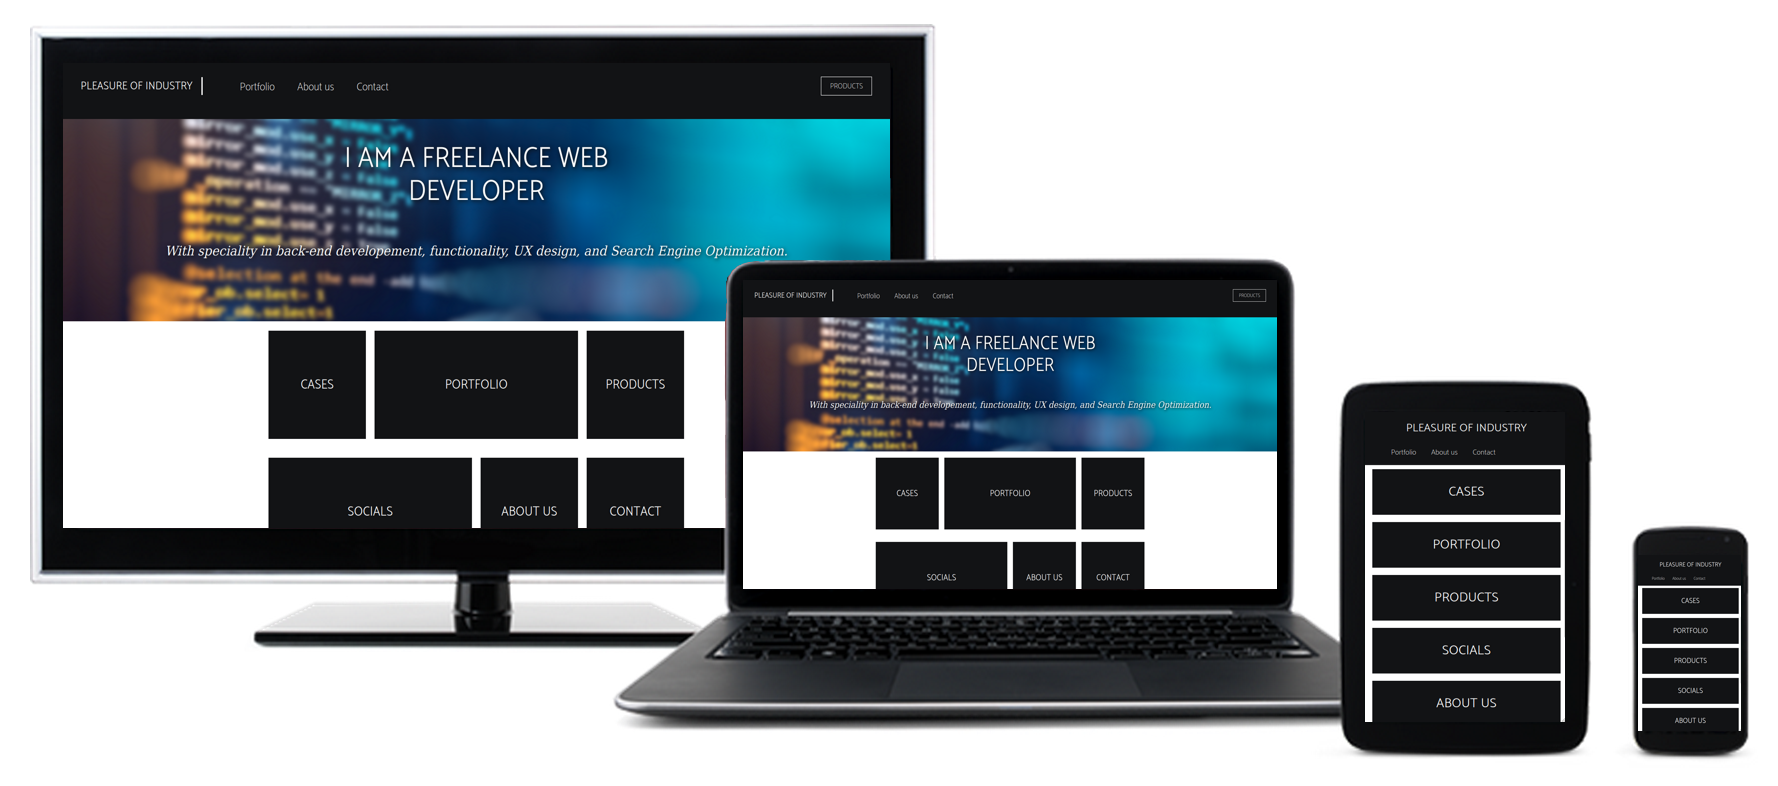 PLEASURE OF INDUSTRY
Portfolio About us Contact
PRODUCTS
I AM A FREELANCE WEB
DEVELOPER
With speciality in back-end developement, functionality, UX design, and Search Engine Optimization.
CASES PORTFOLIO PRODUCTS
SOCIALS ABOUT US CONTACT
PLEASURE OF INDUSTRY
Portfolio About us Contact
PRODUCTS
I AM A FREELANCE WEB
DEVELOPER
With speciality in back-end developement, functionality, UX design, and Search Engine Optimization.
CASES PORTFOLIO PRODUCTS
SOCIALS ABOUT US CONTACT
PLEASURE OF INDUSTRY
Portfolio About us Contact
CASES
PORTFOLIO
PRODUCTS
SOCIALS
ABOUT US
PLEASURE OF INDUSTRY
Portfolio About us Contact
CASES
PORTFOLIO
PRODUCTS
SOCIALS
ABOUT US